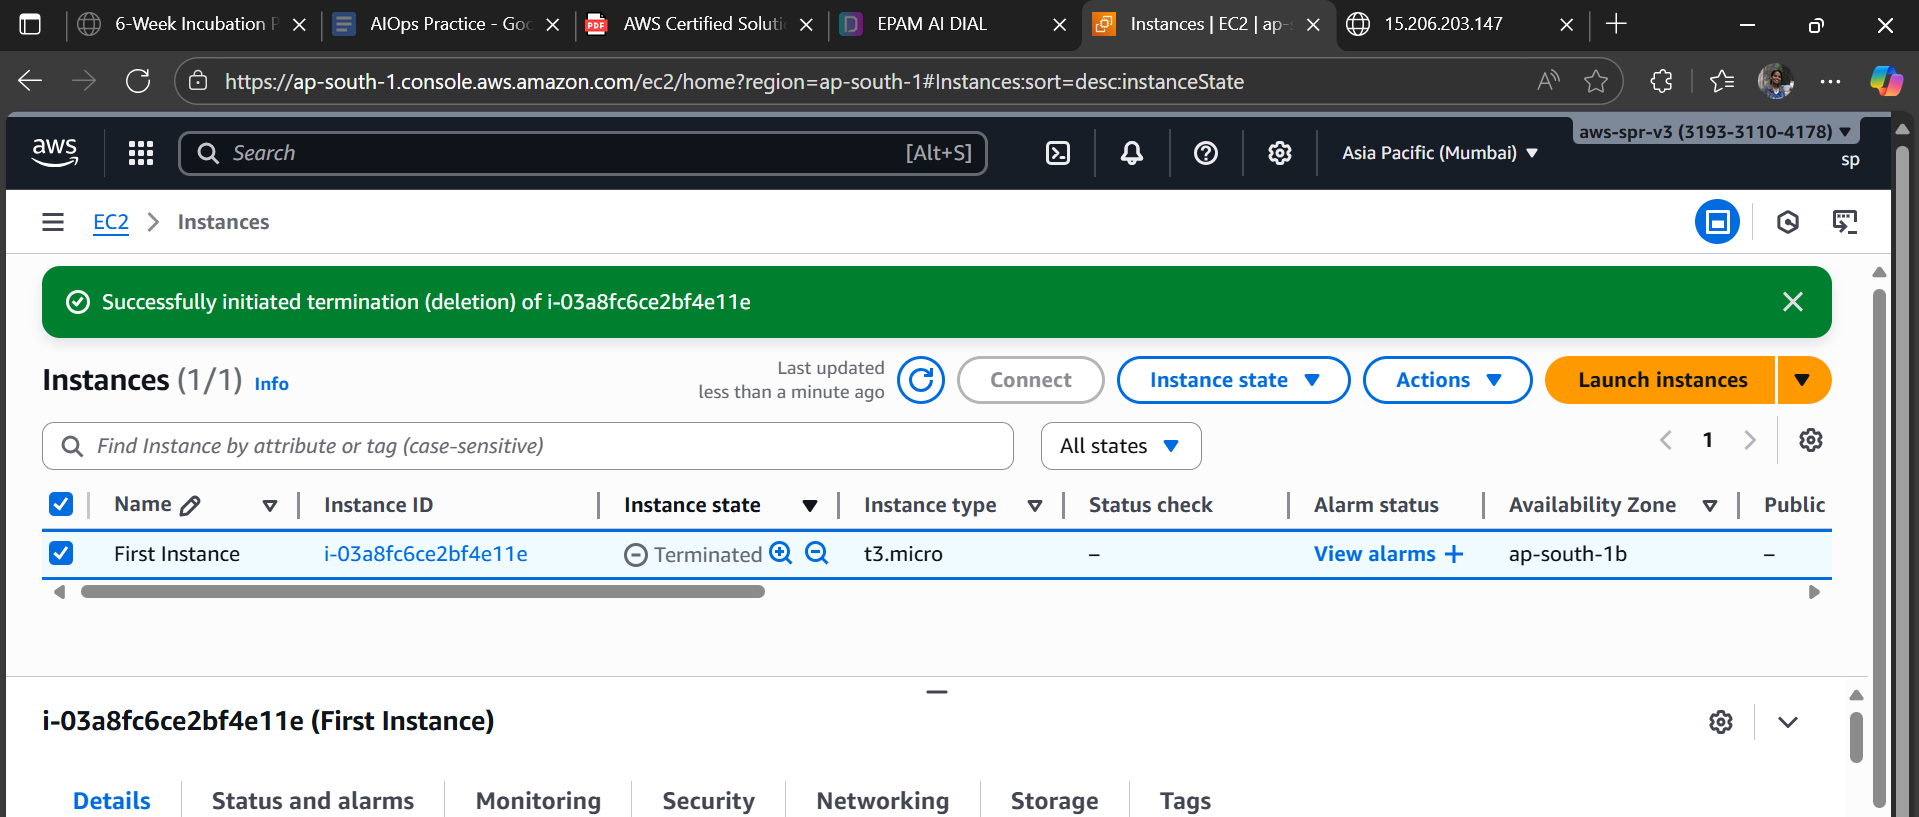 6-Week Incubation P
AIOps Practice - Goo
PDF
AWS Certified Soluti
D
EPAM AI DIAL
Instances | EC2 | ap-s
15.206.203.147
https://ap-south-1.console.aws.amazon.com/ec2/home?region=ap-south-1#Instances:sort=desc:instanceState
aws
Search
[Alt+S]
Asia Pacific (Mumbai)
aws-spr-v3 (3193-3110-4178)
sp
EC2
Instances
Successfully initiated termination (deletion) of i-03a8fc6ce2bf4e11e
Instances (1/1) Info
Last updated
less than a minute ago
Connect
Instance state
Actions
Launch instances
Find Instance by attribute or tag (case-sensitive)
All states
1
Name
Instance ID
Instance state
Instance type
Status check
Alarm status
Availability Zone
Public
First Instance
i-03a8fc6ce2bf4e11e
Terminated
t3.micro
–
View alarms +
ap-south-1b
–
i-03a8fc6ce2bf4e11e (First Instance)
Details
Status and alarms
Monitoring
Security
Networking
Storage
Tags